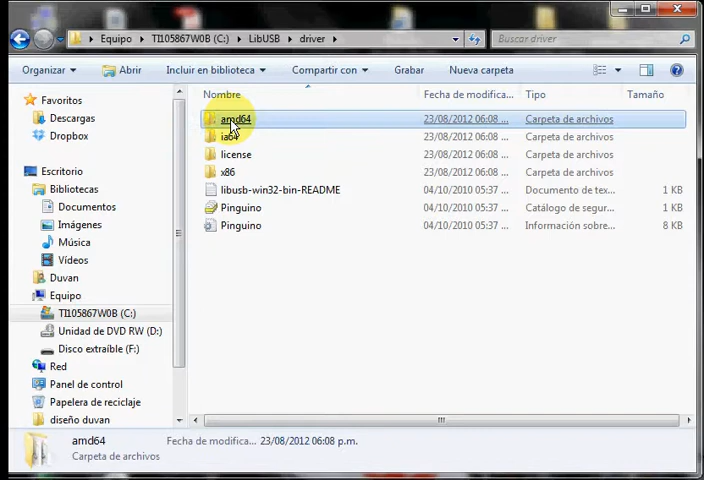 Equipo ▸ TI105867W0B (C:) ▸ LibUSB ▸ driver ▸
Buscar driver
Organizar ▾ Abrir Incluir en biblioteca ▾ Compartir con ▾ Grabar Nueva carpeta
Nombre Fecha de modifica... Tipo Tamaño
Favoritos
Descargas
Dropbox
Escritorio
Bibliotecas
Documentos
Imágenes
Música
Vídeos
Duvan
Equipo
TI105867W0B (C:)
Unidad de DVD RW (D:)
Disco extraíble (F:)
Red
Panel de control
Papelera de reciclaje
diseño duvan
amd64 23/08/2012 06:08 ... Carpeta de archivos
ia64 23/08/2012 06:08 ... Carpeta de archivos
license 23/08/2012 06:08 ... Carpeta de archivos
x86 23/08/2012 06:08 ... Carpeta de archivos
libusb-win32-bin-README 04/10/2010 05:37 ... Documento de tex... 1 KB
Pinguino 04/10/2010 05:37 ... Catálogo de segur... 1 KB
Pinguino 04/10/2010 05:37 ... Información sobre... 8 KB
amd64 Fecha de modifica... 23/08/2012 06:08 p.m.
Carpeta de archivos